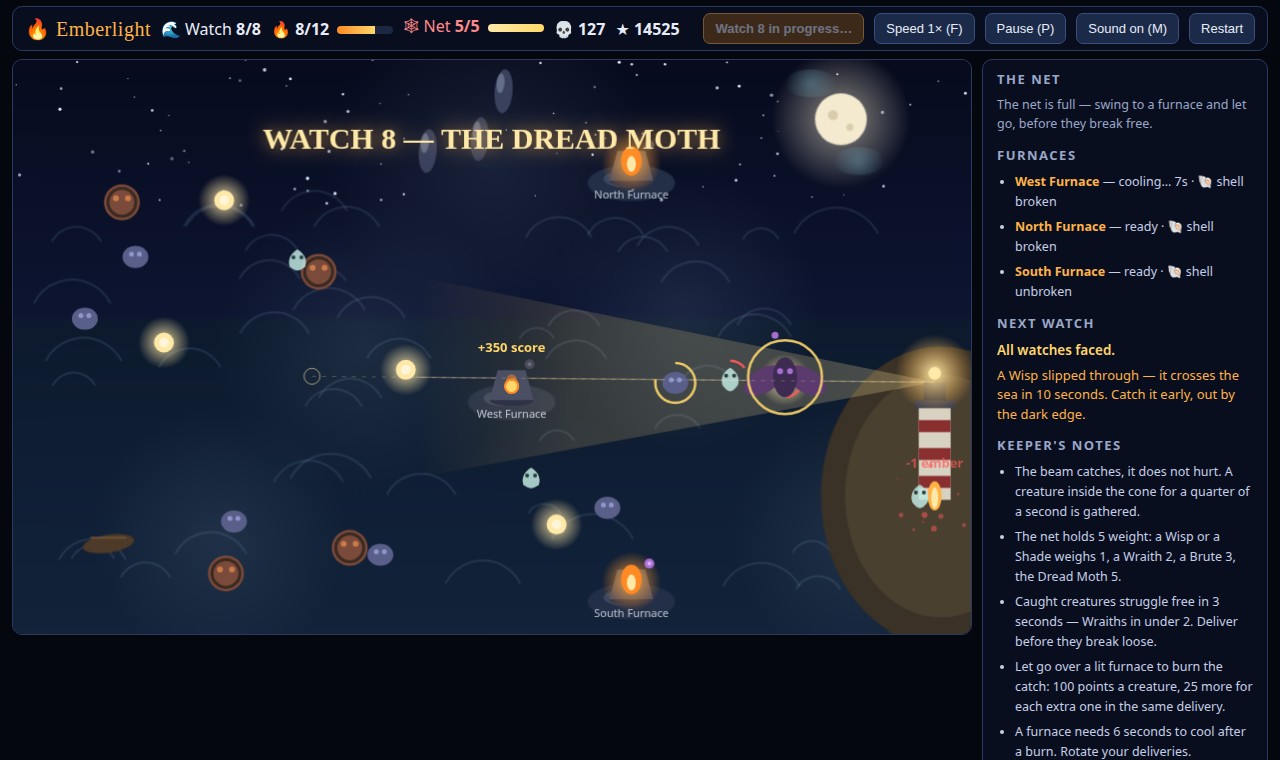 🔥 Emberlight 🌊 Watch 8/8 🔥 8/12 🕸 Net 5/5 💀 127 ★ 14525 Watch 8 in progress… Speed 1× (F) Pause (P) Sound on (M) Restart
WATCH 8 — THE DREAD MOTH
North Furnace
+350 score
West Furnace
-1 ember
South Furnace
THE NET
The net is full — swing to a furnace and let
go, before they break free.
FURNACES
• West Furnace — cooling… 7s · 🐚 shell
broken
• North Furnace — ready · 🐚 shell
broken
• South Furnace — ready · 🐚 shell
unbroken
NEXT WATCH
All watches faced.
A Wisp slipped through — it crosses the
sea in 10 seconds. Catch it early, out by
the dark edge.
KEEPER'S NOTES
• The beam catches, it does not hurt. A
creature inside the cone for a quarter of
a second is gathered.
• The net holds 5 weight: a Wisp or a
Shade weighs 1, a Wraith 2, a Brute 3,
the Dread Moth 5.
• Caught creatures struggle free in 3
seconds — Wraiths in under 2. Deliver
before they break loose.
• Let go over a lit furnace to burn the
catch: 100 points a creature, 25 more for
each extra one in the same delivery.
• A furnace needs 6 seconds to cool after
a burn. Rotate your deliveries.